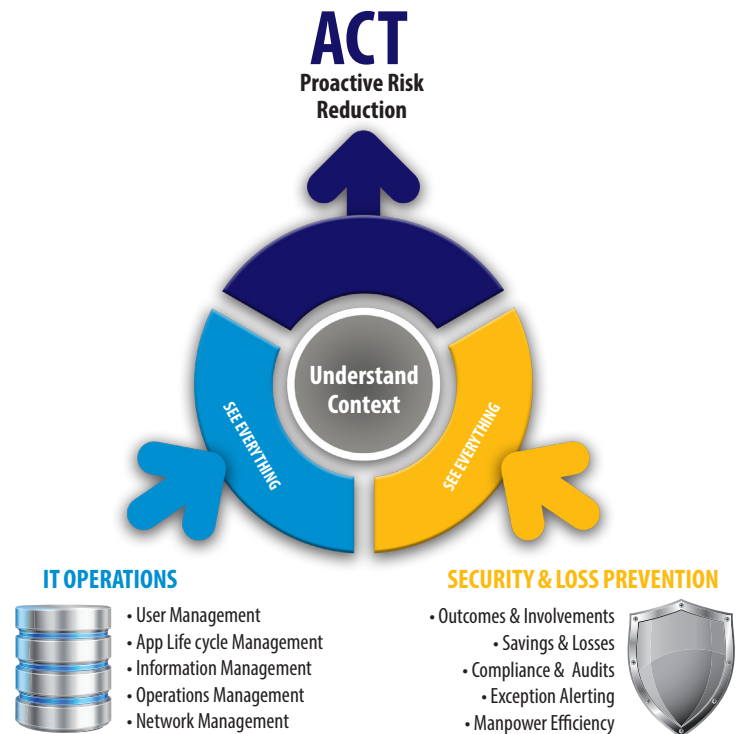 ACT
Proactive Risk
Reduction
Understand
Context
SEE EVERYTHING
SEE EVERYTHING
IT OPERATIONS
• User Management
• App Life cycle Management
• Information Management
• Operations Management
• Network Management
SECURITY & LOSS PREVENTION
• Outcomes & Involvements
• Savings & Losses
• Compliance & Audits
• Exception Alerting
• Manpower Efficiency